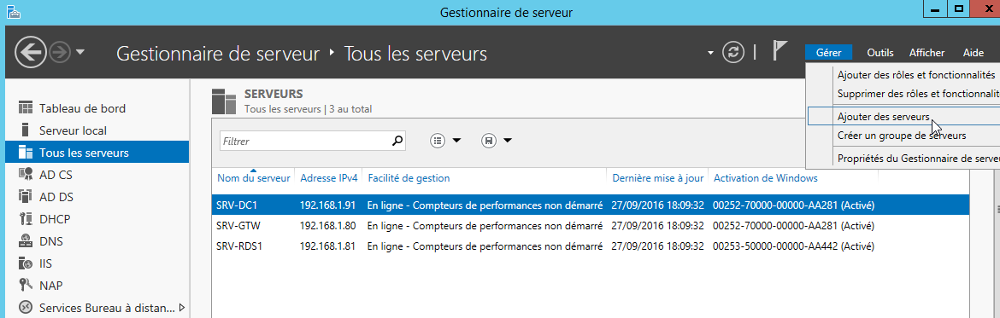 Gestionnaire de serveur
Gestionnaire de serveur ‣ Tous les serveurs
Gérer Outils Afficher Aide
Ajouter des rôles et fonctionnalités
Supprimer des rôles et fonctionnalit
Ajouter des serveurs
Créer un groupe de serveurs
Propriétés du Gestionnaire de serveu
Tableau de bord
Serveur local
Tous les serveurs
AD CS
AD DS
DHCP
DNS
IIS
NAP
Services Bureau à distan...
SERVEURS
Tous les serveurs | 3 au total
Filtrer
Nom du serveur Adresse IPv4 Facilité de gestion Dernière mise à jour Activation de Windows
SRV-DC1 192.168.1.91 En ligne - Compteurs de performances non démarré 27/09/2016 18:09:32 00252-70000-00000-AA281 (Activé)
SRV-GTW 192.168.1.80 En ligne - Compteurs de performances non démarré 27/09/2016 18:09:32 00252-70000-00000-AA281 (Activé)
SRV-RDS1 192.168.1.81 En ligne - Compteurs de performances non démarré 27/09/2016 18:09:32 00253-50000-00000-AA442 (Activé)